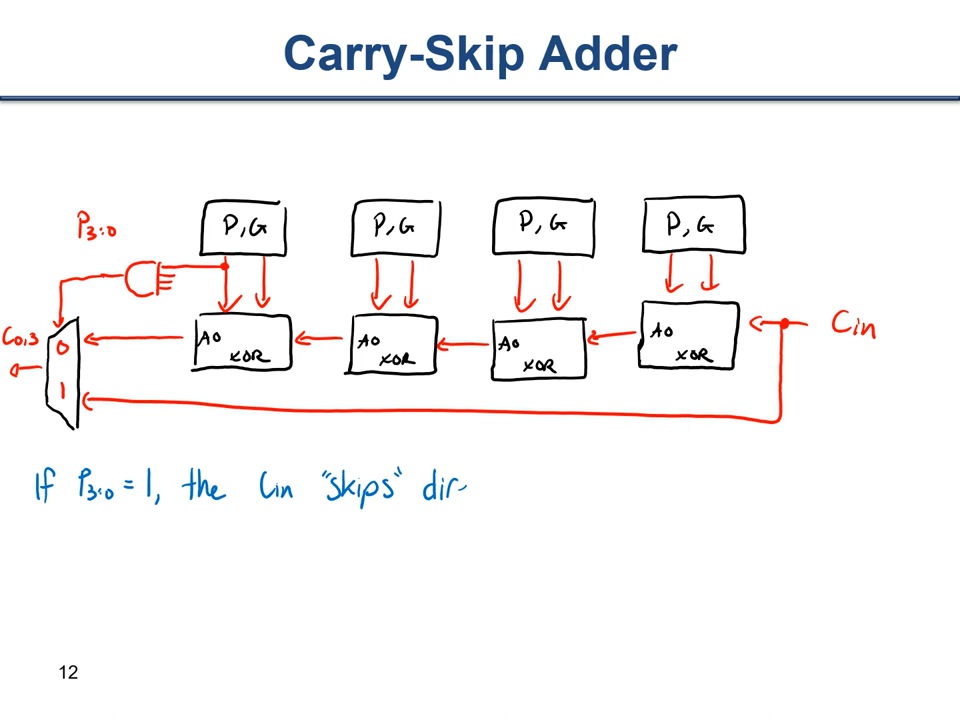 Carry-Skip Adder
P3:0
P,G P,G P,G P,G
Co,3
0
AO XOR
AO XOR
AO XOR
AO XOR
Cin
1
If P3:0 = 1, the Cin "skips" dir
12